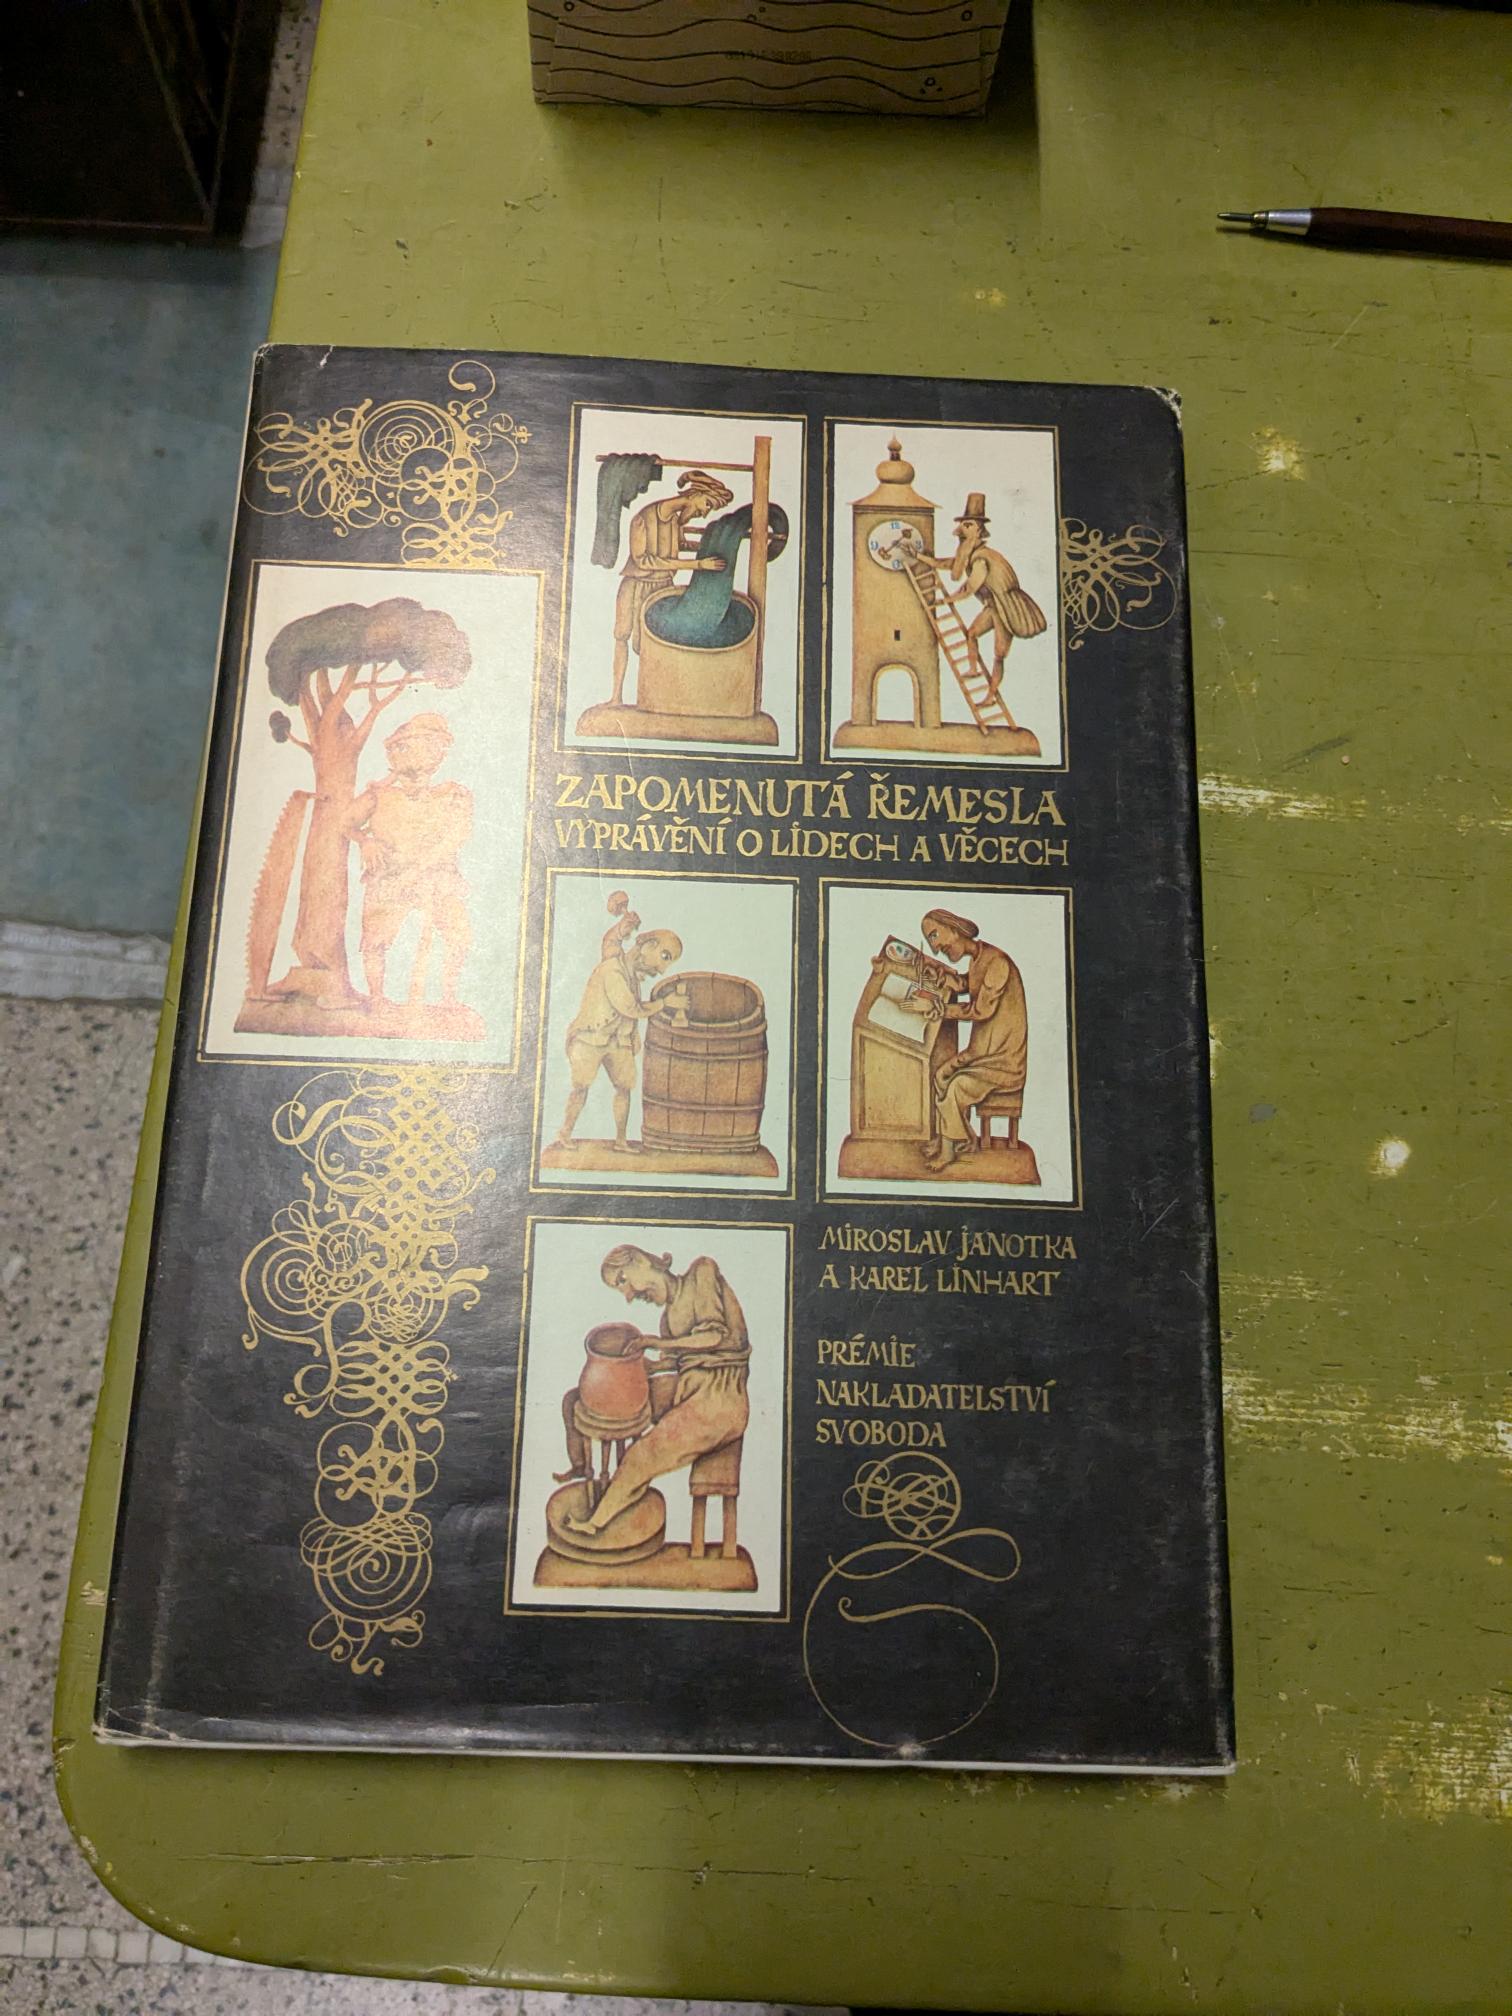 ZAPOMENUTÁ ŘEMESLA
VYPRÁVĚNÍ O LIDECH A VĚCECH
MIROSLAV JANOTKA
A KAREL LINHART
PRÉMIE
NAKLADATELSTVÍ
SVOBODA